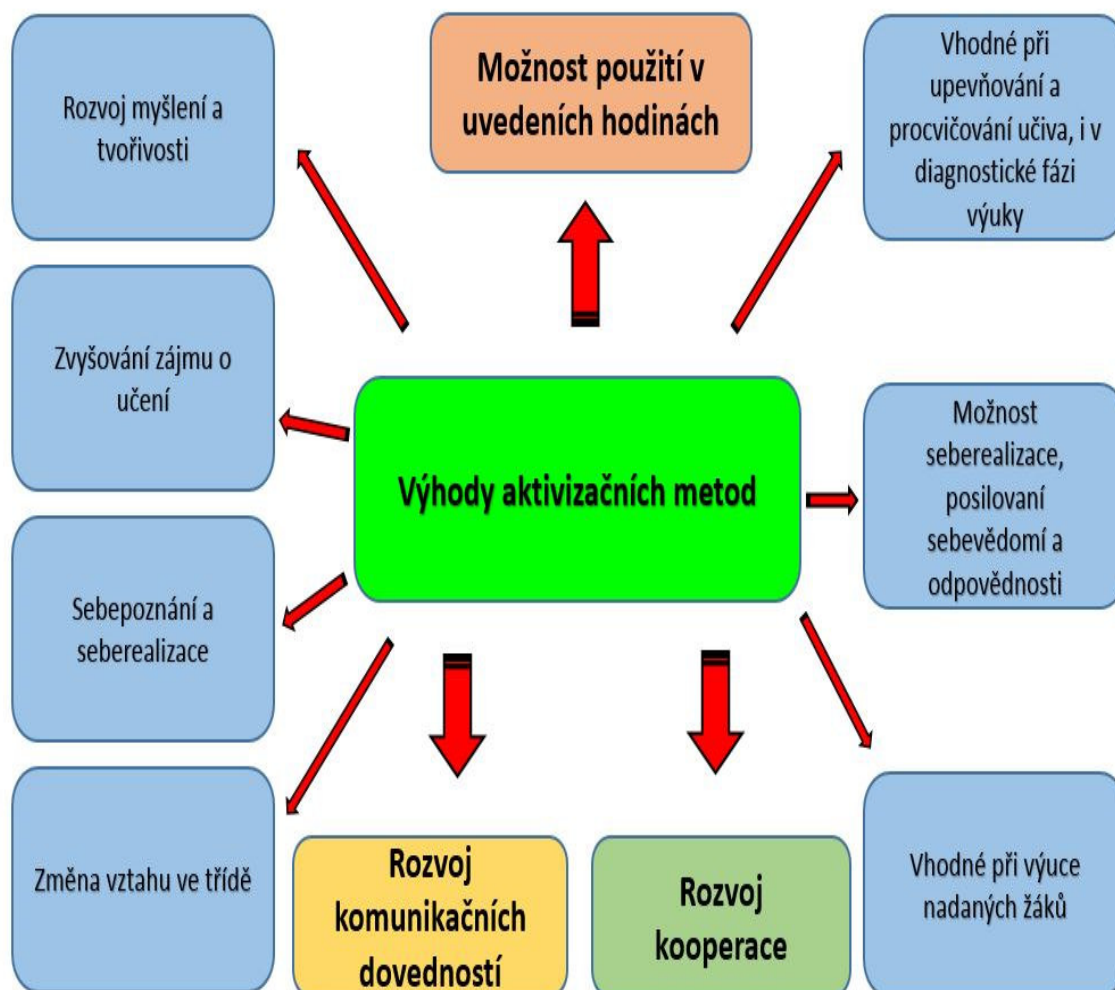 Rozvoj myšlení a
tvořivosti
Možnost použití v
uvedeních hodinách
Vhodné při
upevňování a
procvičování učiva, i v
diagnostické fázi
výuky
Zvyšování zájmu o
učení
Výhody aktivizačních metod
Možnost
seberealizace,
posilovaní
sebevědomí a
odpovědnosti
Sebepoznání a
seberealizace
Změna vztahu ve třídě
Rozvoj
komunikačních
dovedností
Rozvoj
kooperace
Vhodné při výuce
nadaných žáků